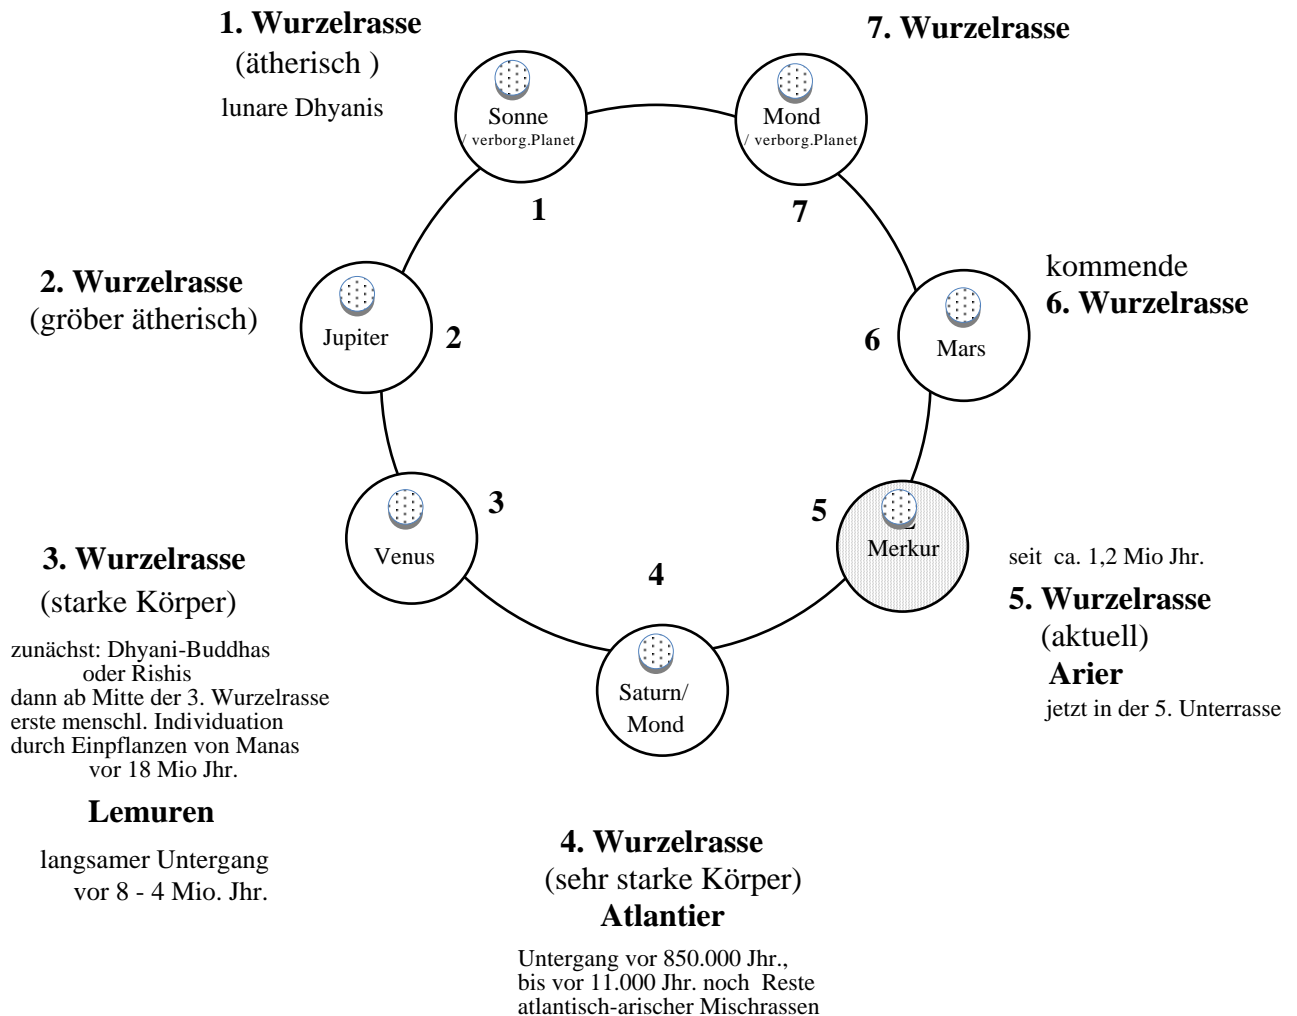 1. Wurzelrasse
(ätherisch )
lunare Dhyanis
Sonne
/ verborg.Planet
1
7. Wurzelrasse
Mond
/ verborg.Planet
7
2. Wurzelrasse
(gröber ätherisch)
Jupiter
2
kommende
6. Wurzelrasse
6
Mars
3
Venus
3. Wurzelrasse
(starke Körper)
zunächst: Dhyani-Buddhas
oder Rishis
dann ab Mitte der 3. Wurzelrasse
erste menschl. Individuation
durch Einpflanzen von Manas
vor 18 Mio Jhr.
Lemuren
langsamer Untergang
vor 8 - 4 Mio. Jhr.
4
Saturn/
Mond
4. Wurzelrasse
(sehr starke Körper)
Atlantier
Untergang vor 850.000 Jhr.,
bis vor 11.000 Jhr. noch Reste
atlantisch-arischer Mischrassen
5
Merkur
seit ca. 1,2 Mio Jhr.
5. Wurzelrasse
(aktuell)
Arier
jetzt in der 5. Unterrasse